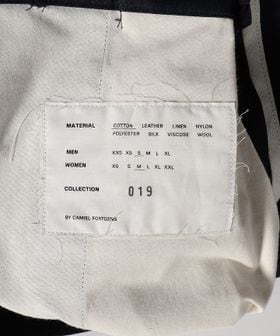 MATERIAL COTTON LEATHER LINEN NYLON
POLYESTER SILK VISCOSE WOOL
MEN XXS XS S M L XL
WOMEN XS S M L XL XXL
COLLECTION 019
BY CAMIEL FORTGENS